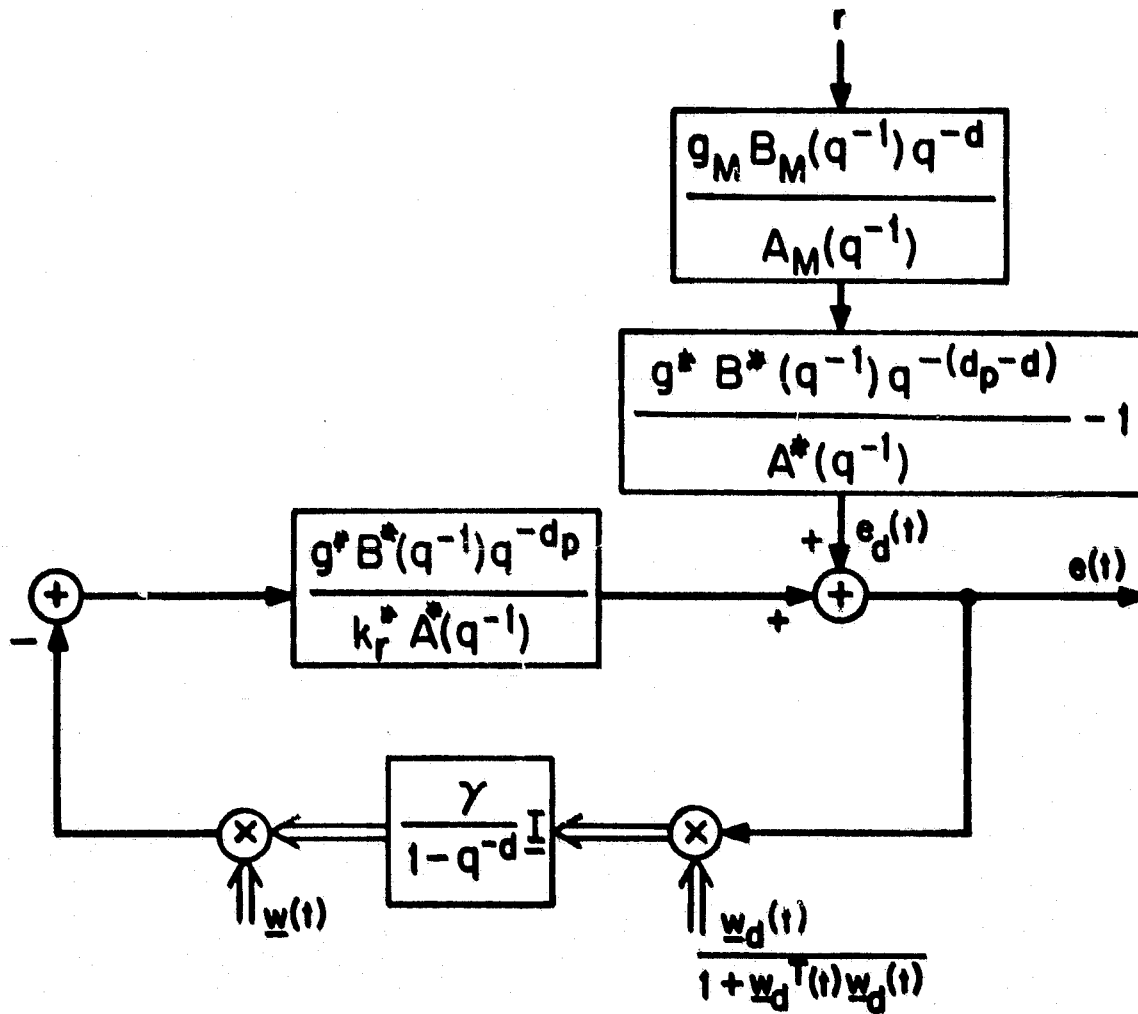 r
g_M B_M(q^{-1}) q^{-d}
A_M(q^{-1})
g* B* (q^{-1}) q^{-(d_p-d)}
- 1
A*(q^{-1})
+ e_d(t)
g* B*(q^{-1}) q^{-d_p}
k_r* A*(q^{-1})
+
+
e(t)
+
-
γ
1 - q^{-d}
I
×
×
w(t)
w_d(t)
1 + w_d^T(t) w_d(t)